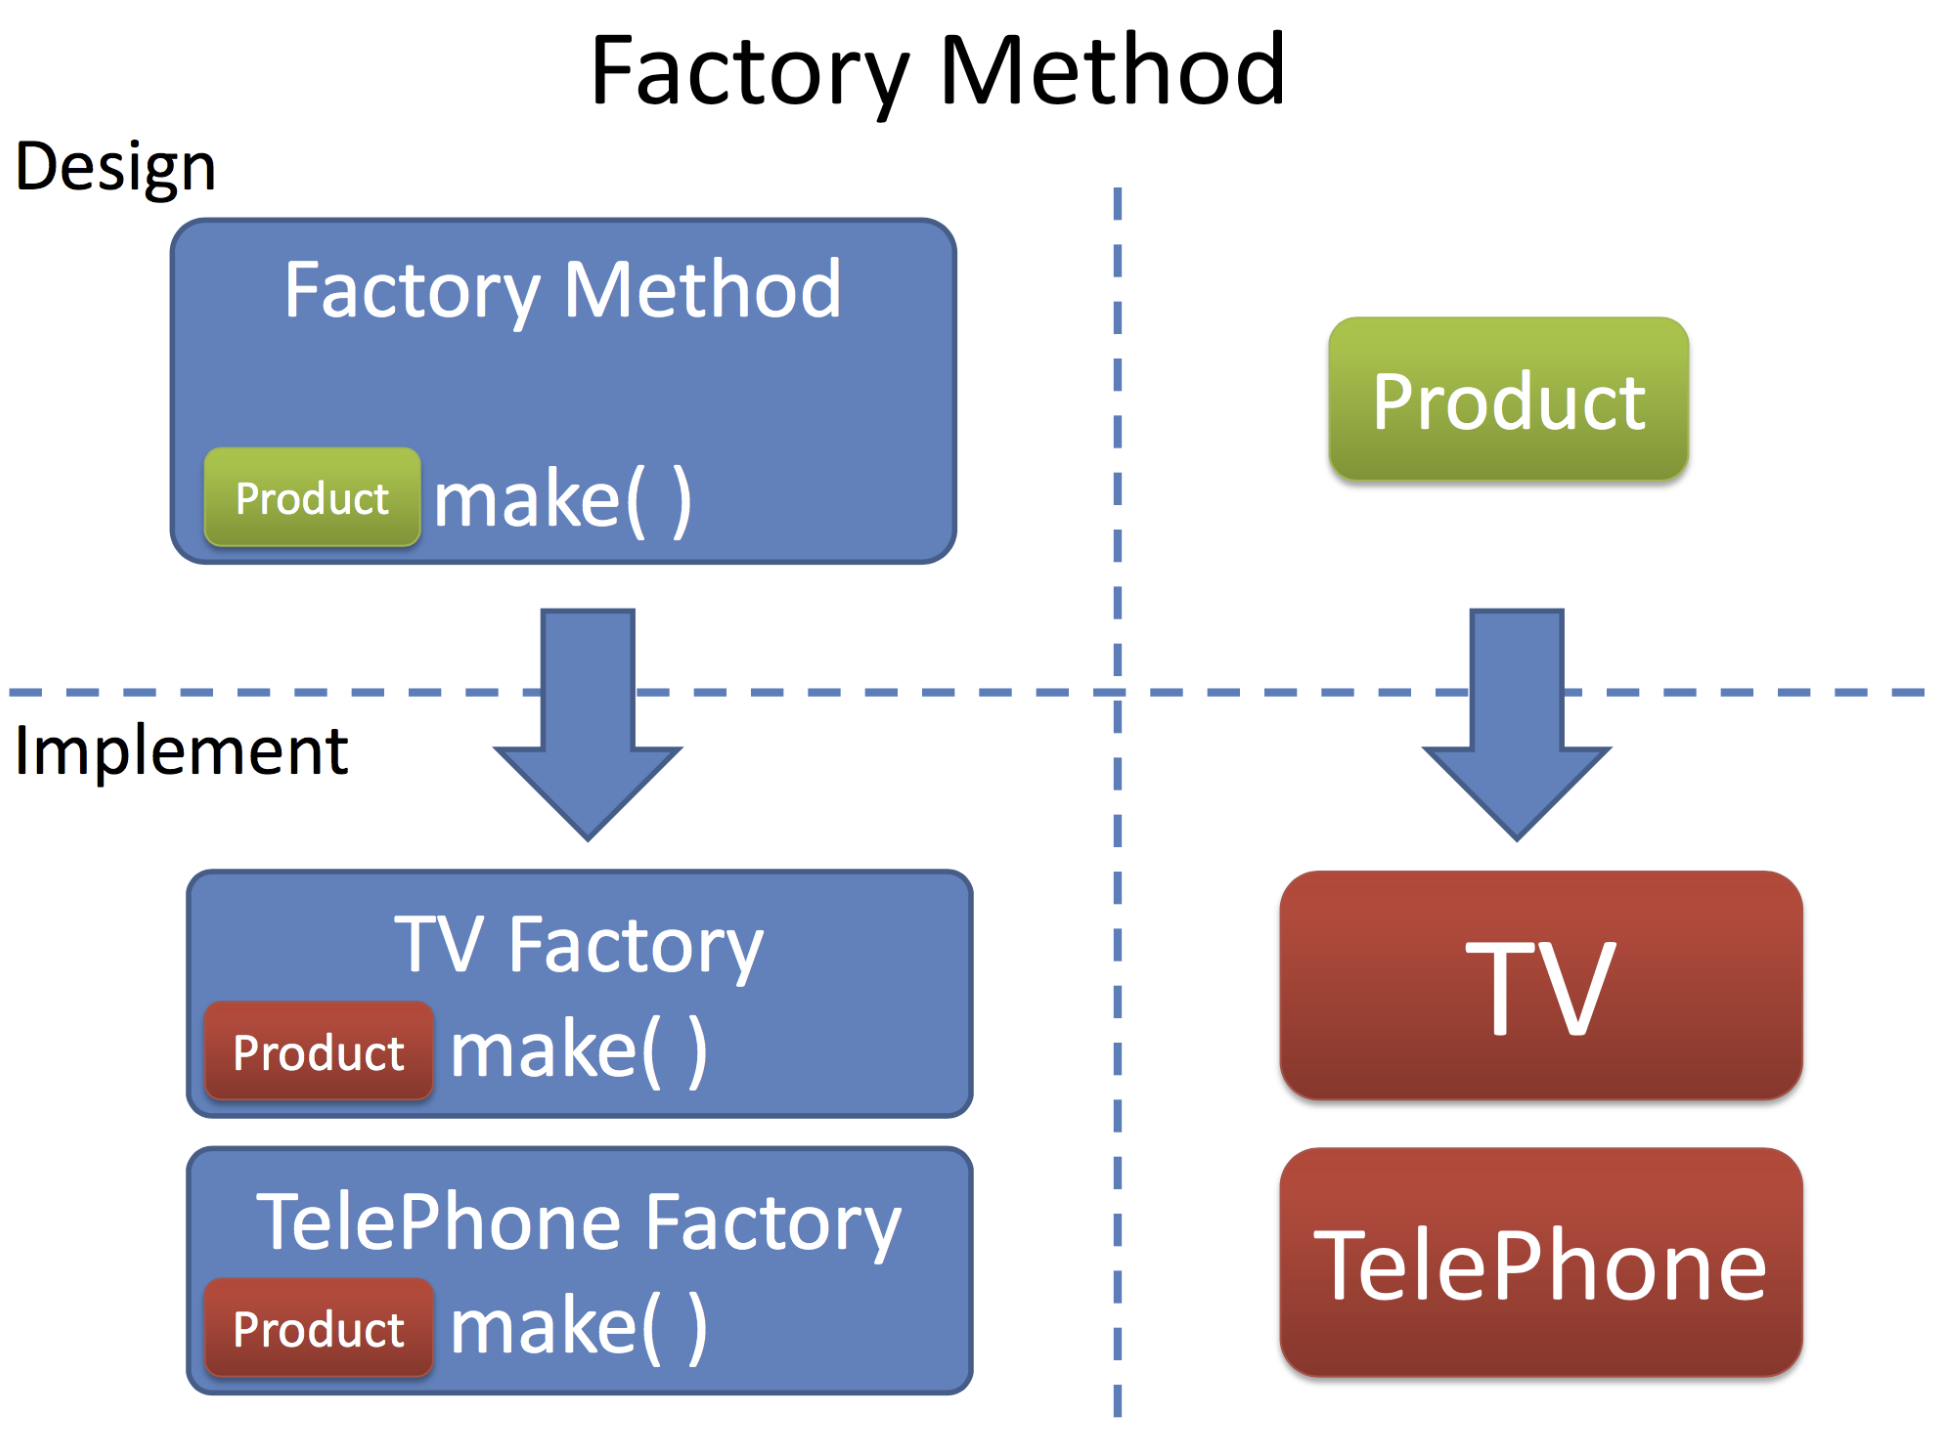 Factory Method
Design
Factory Method
Product make( )
Product
Implement
TV Factory
Product make( )
TelePhone Factory
Product make( )
TV
TelePhone